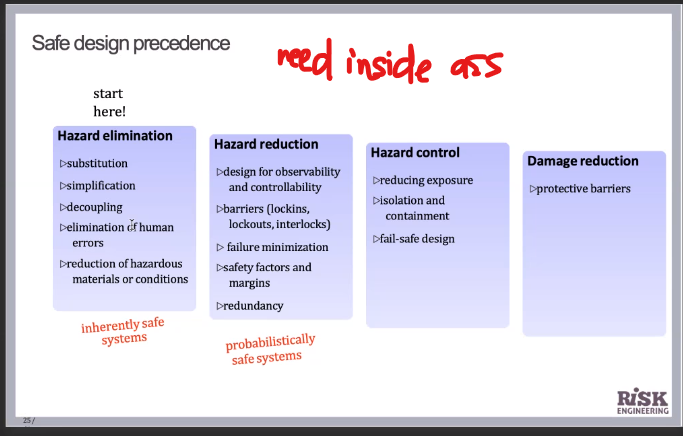 Safe design precedence
need inside ass
start
here!
Hazard elimination
▷substitution
▷simplification
▷decoupling
▷elimination of human
errors
▷reduction of hazardous
materials or conditions
inherently safe
systems
Hazard reduction
▷design for observability
and controllability
▷barriers (lockins,
lockouts, interlocks)
▷ failure minimization
▷safety factors and
margins
▷redundancy
probabilistically
safe systems
Hazard control
▷reducing exposure
▷isolation and
containment
▷fail-safe design
Damage reduction
▷protective barriers
RiSK
ENGINEERING
25 /